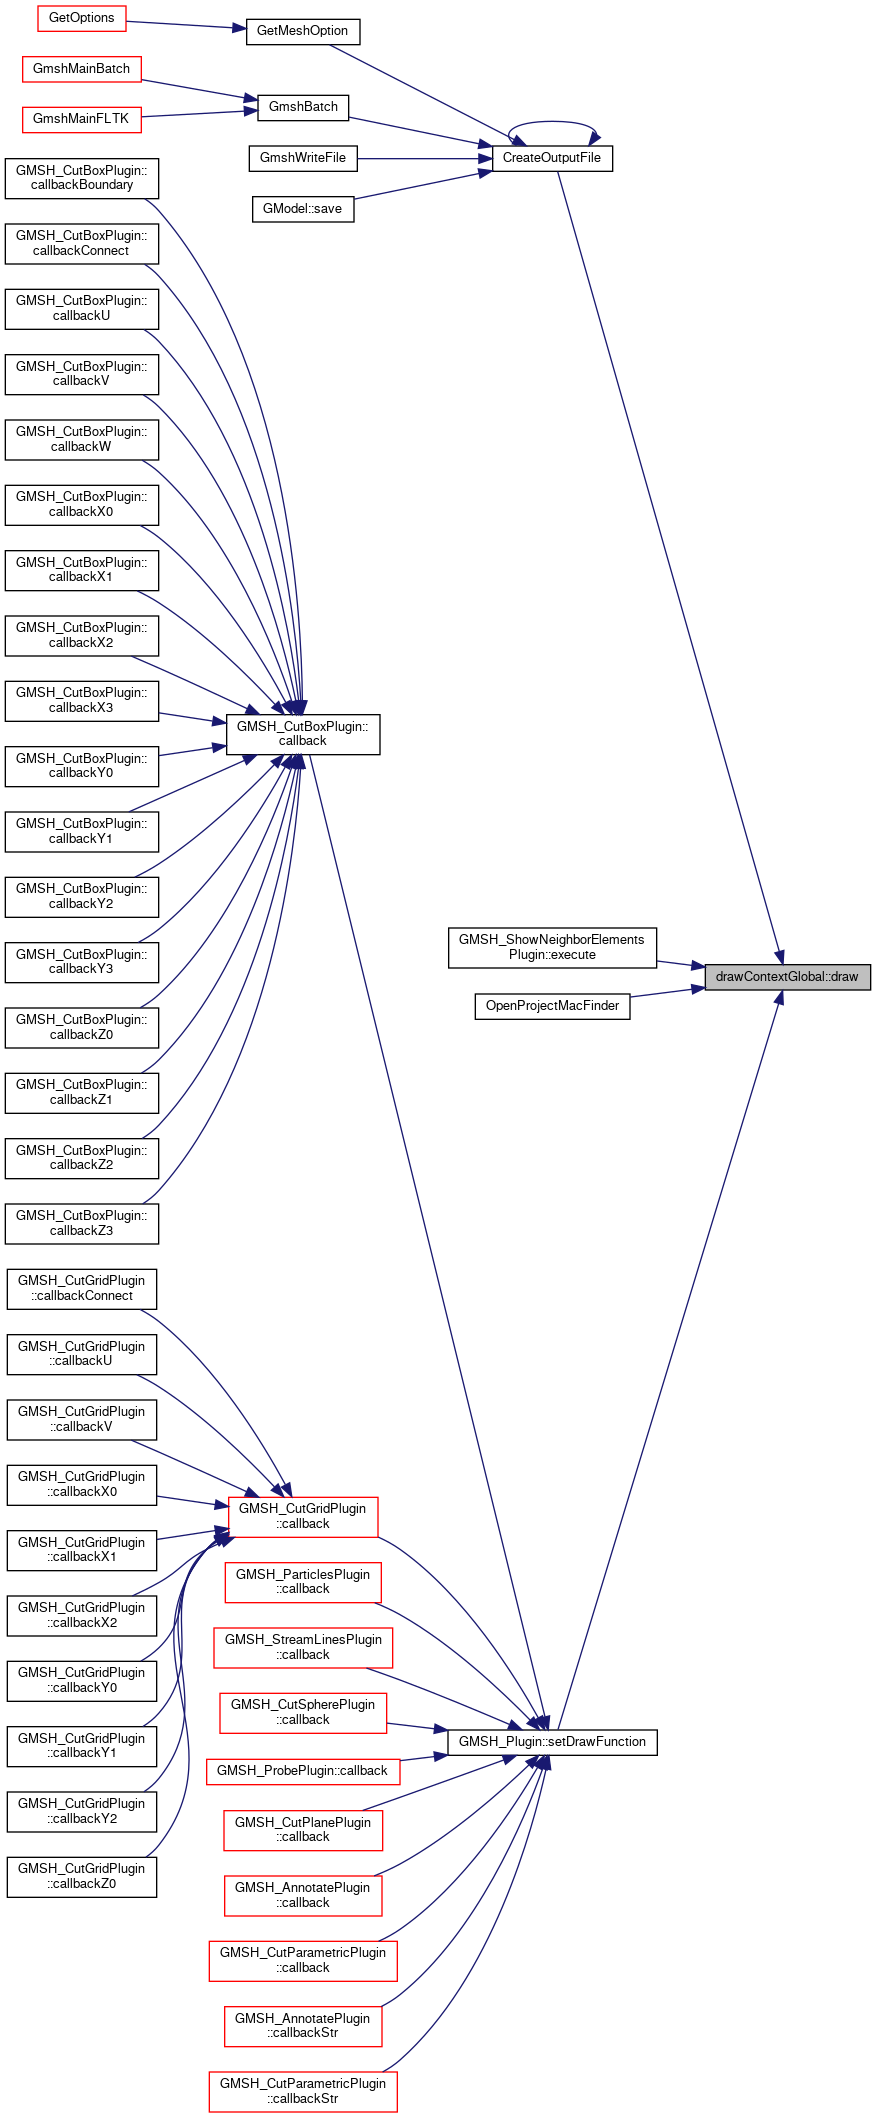 GetOptions
GetMeshOption
GmshMainBatch
GmshBatch
GmshMainFLTK
GmshWriteFile
CreateOutputFile
GModel::save
GMSH_CutBoxPlugin::
callbackBoundary
GMSH_CutBoxPlugin::
callbackConnect
GMSH_CutBoxPlugin::
callbackU
GMSH_CutBoxPlugin::
callbackV
GMSH_CutBoxPlugin::
callbackW
GMSH_CutBoxPlugin::
callbackX0
GMSH_CutBoxPlugin::
callbackX1
GMSH_CutBoxPlugin::
callbackX2
GMSH_CutBoxPlugin::
callbackX3
GMSH_CutBoxPlugin::
callback
GMSH_CutBoxPlugin::
callbackY0
GMSH_CutBoxPlugin::
callbackY1
GMSH_CutBoxPlugin::
callbackY2
GMSH_CutBoxPlugin::
callbackY3
GMSH_ShowNeighborElements
Plugin::execute
drawContextGlobal::draw
OpenProjectMacFinder
GMSH_CutBoxPlugin::
callbackZ0
GMSH_CutBoxPlugin::
callbackZ1
GMSH_CutBoxPlugin::
callbackZ2
GMSH_CutBoxPlugin::
callbackZ3
GMSH_CutGridPlugin
::callbackConnect
GMSH_CutGridPlugin
::callbackU
GMSH_CutGridPlugin
::callbackV
GMSH_CutGridPlugin
::callbackX0
GMSH_CutGridPlugin
::callback
GMSH_CutGridPlugin
::callbackX1
GMSH_ParticlesPlugin
::callback
GMSH_CutGridPlugin
::callbackX2
GMSH_StreamLinesPlugin
::callback
GMSH_CutGridPlugin
::callbackY0
GMSH_CutSpherePlugin
::callback
GMSH_CutGridPlugin
::callbackY1
GMSH_Plugin::setDrawFunction
GMSH_ProbePlugin::callback
GMSH_CutGridPlugin
::callbackY2
GMSH_CutPlanePlugin
::callback
GMSH_CutGridPlugin
::callbackZ0
GMSH_AnnotatePlugin
::callback
GMSH_CutParametricPlugin
::callback
GMSH_AnnotatePlugin
::callbackStr
GMSH_CutParametricPlugin
::callbackStr